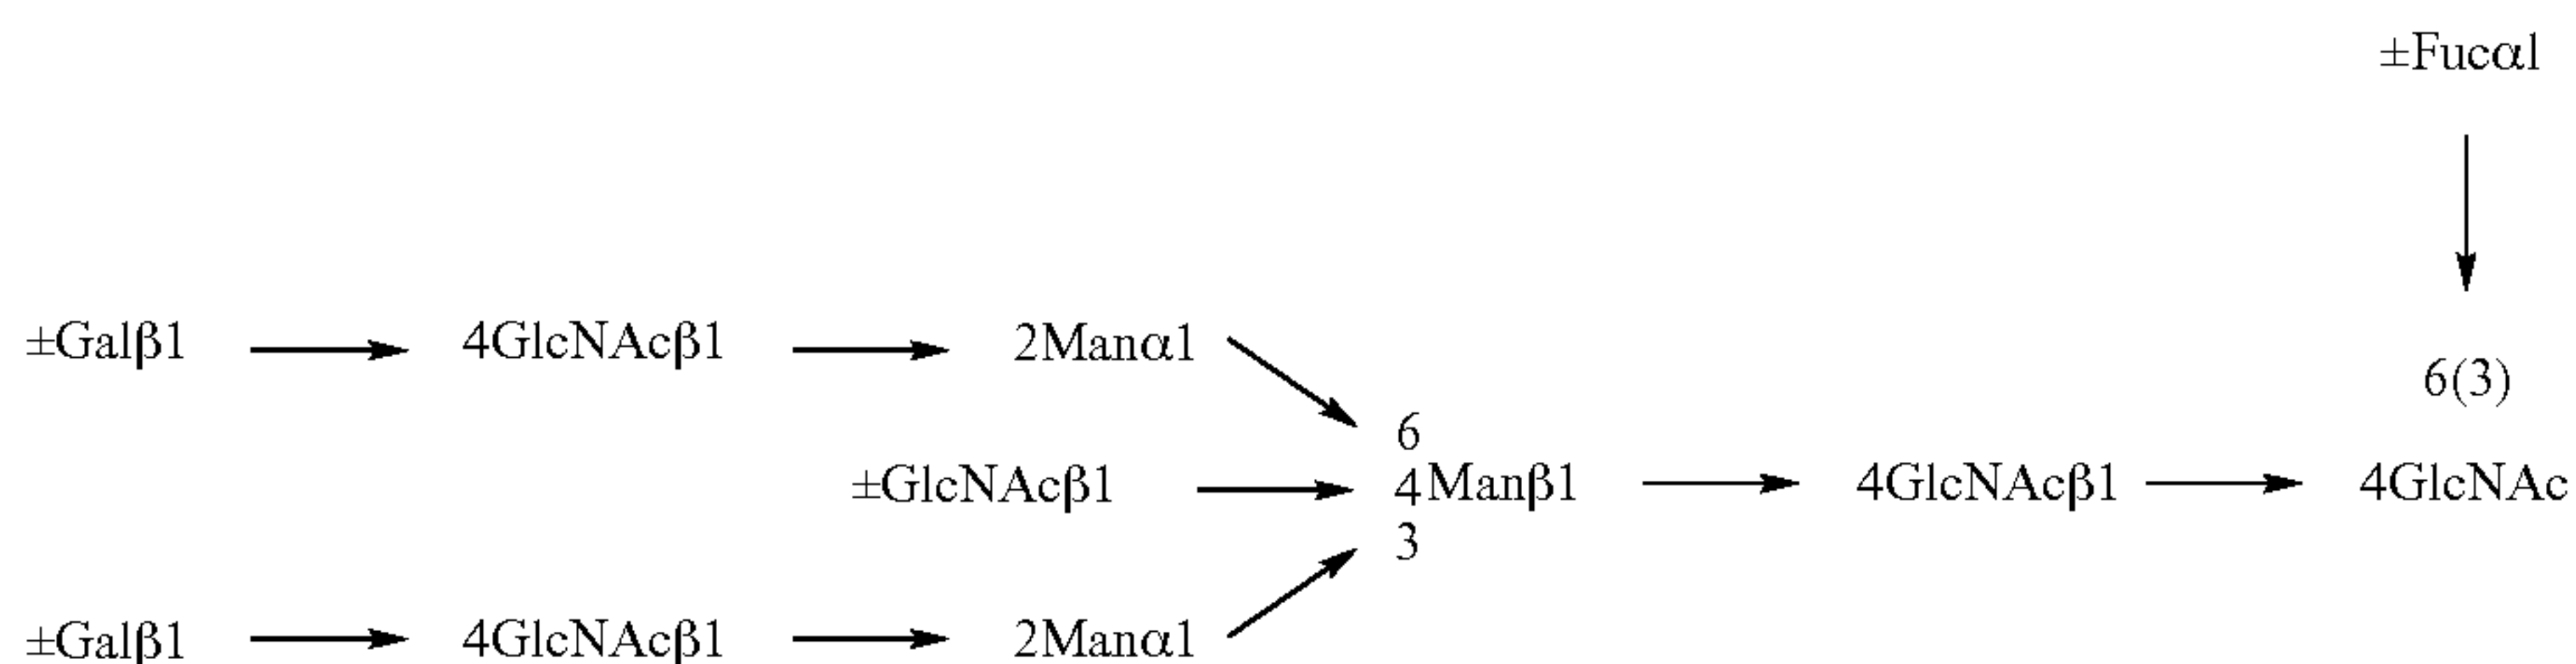 ±Fucα1
6(3)
±Galβ1 4GlcNAcβ1 2Manα1
6
±GlcNAcβ1 4Manβ1 4GlcNAcβ1 4GlcNAc
3
±Galβ1 4GlcNAcβ1 2Manα1